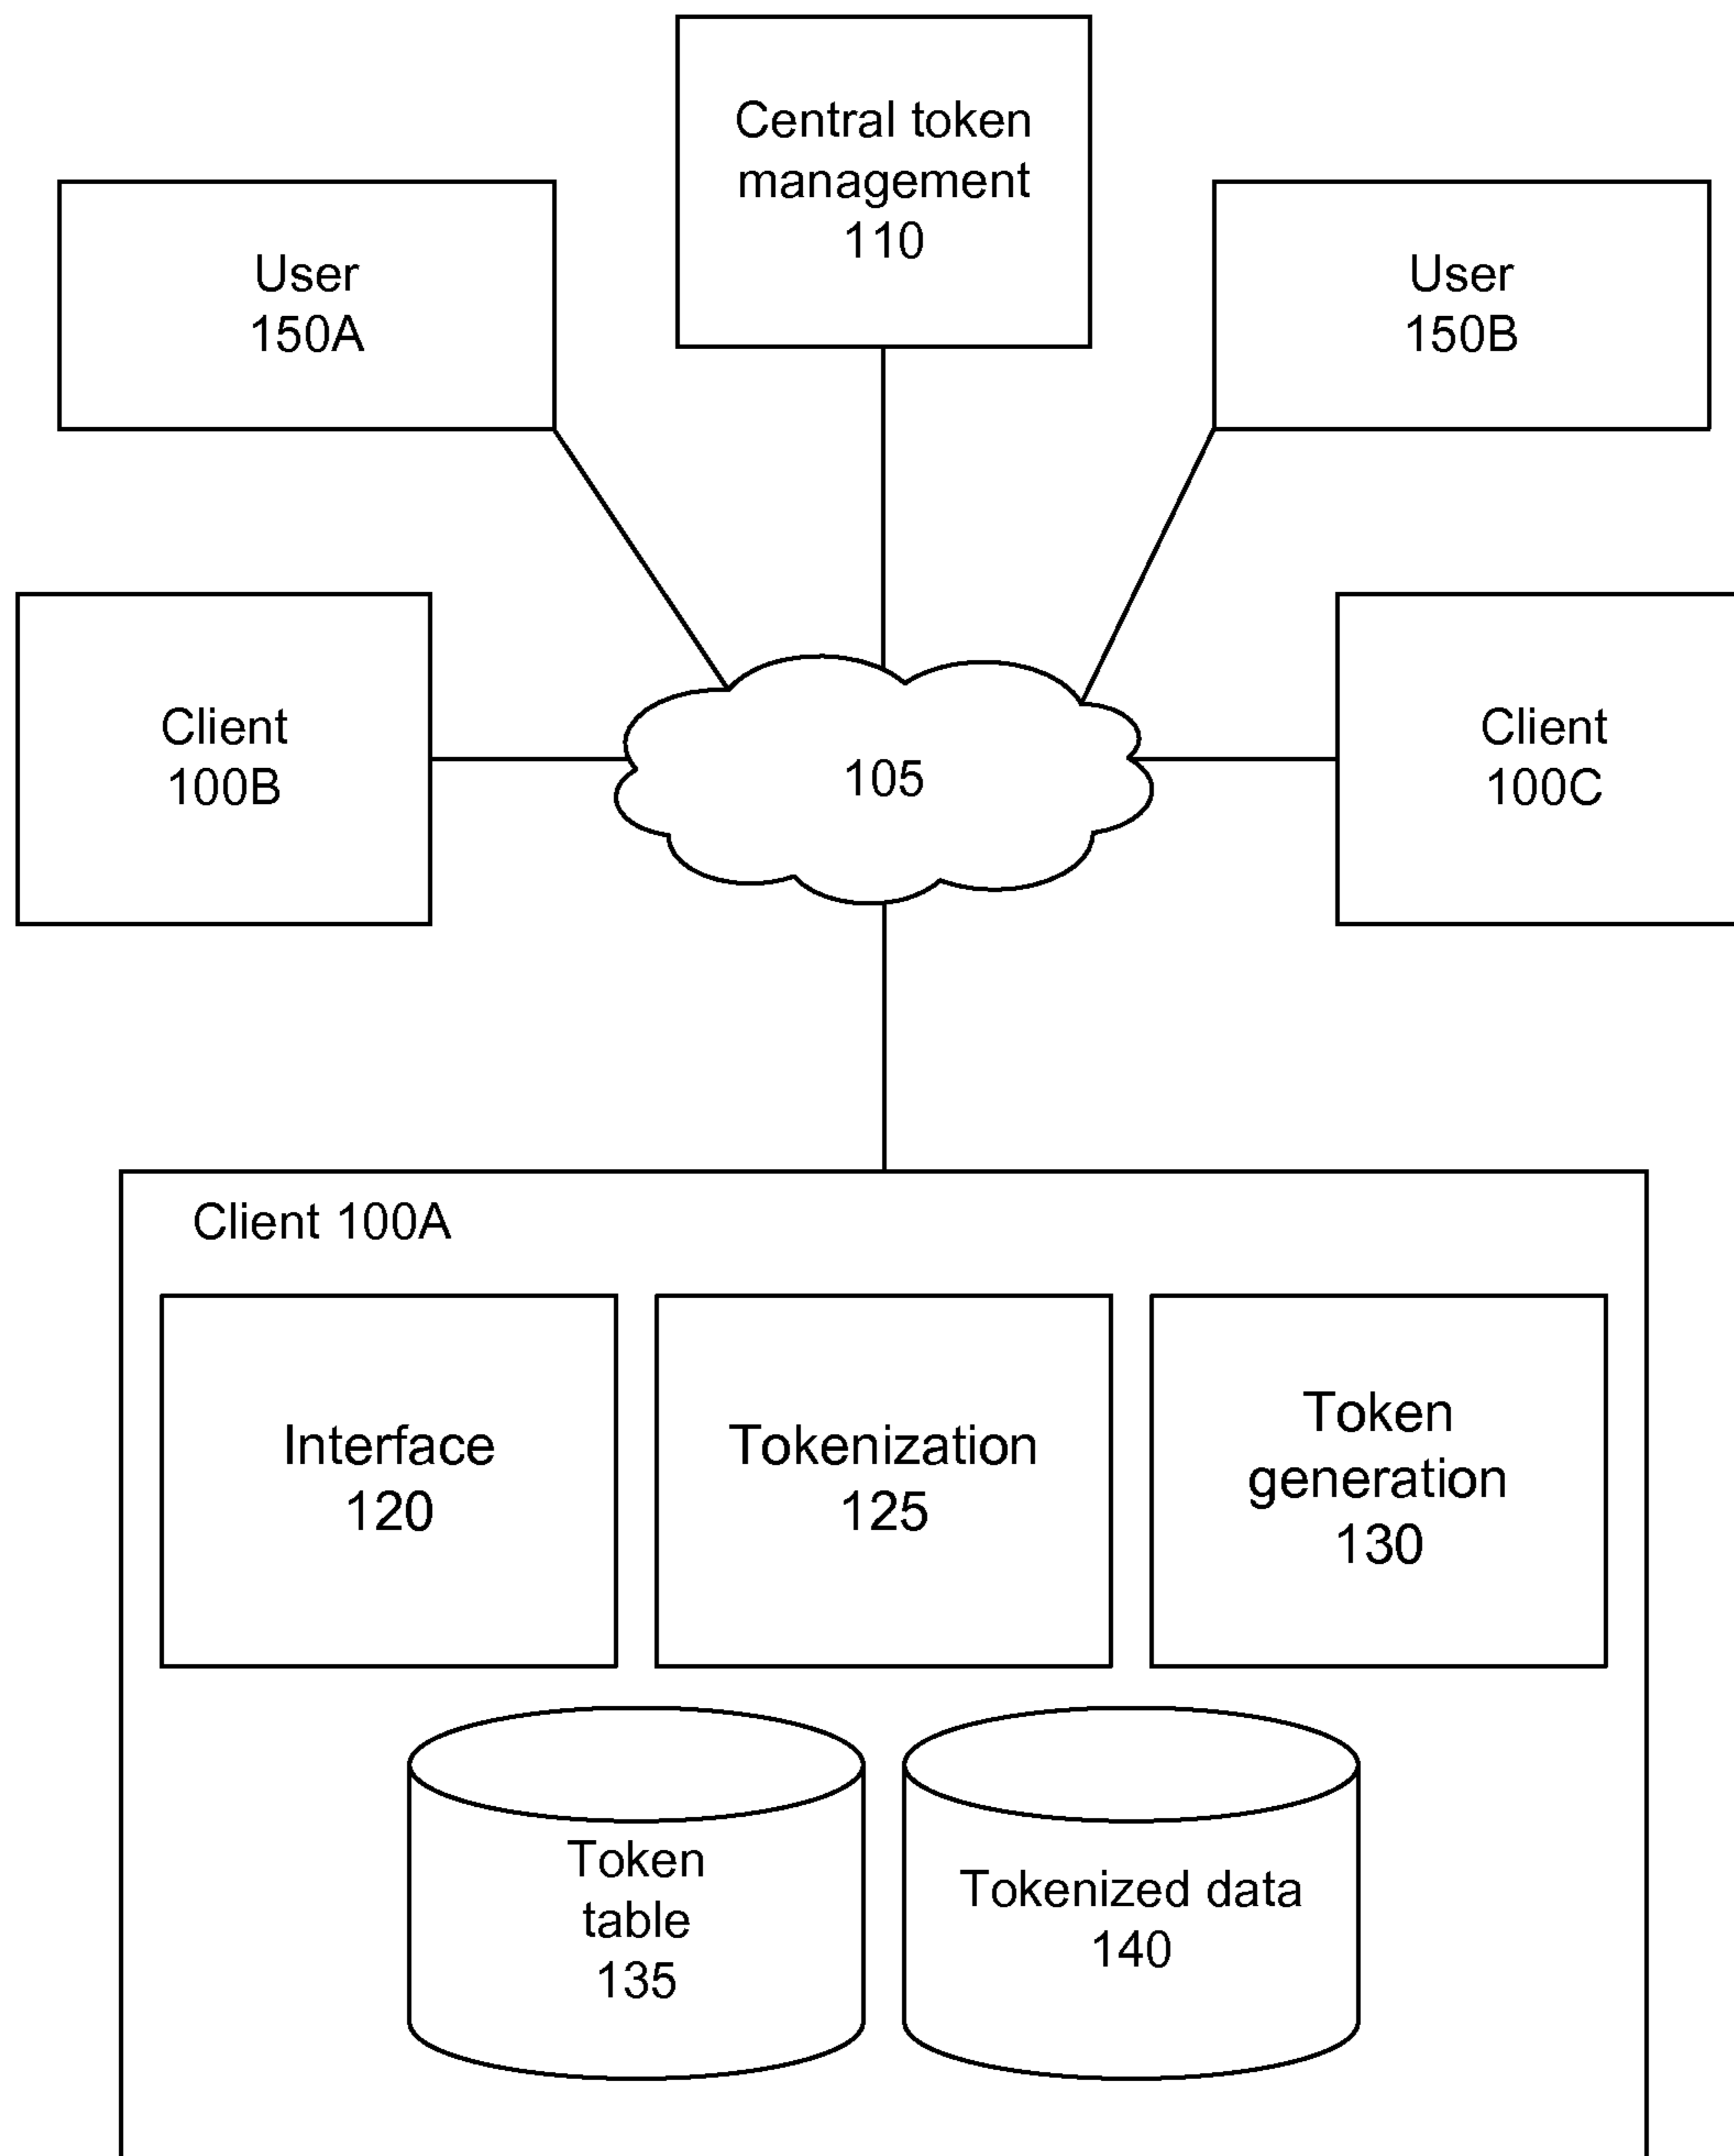 Central token
management
110
User
150A
User
150B
Client
100B
105
Client
100C
Client 100A
Interface
120
Tokenization
125
Token
generation
130
Token
table
135
Tokenized data
140